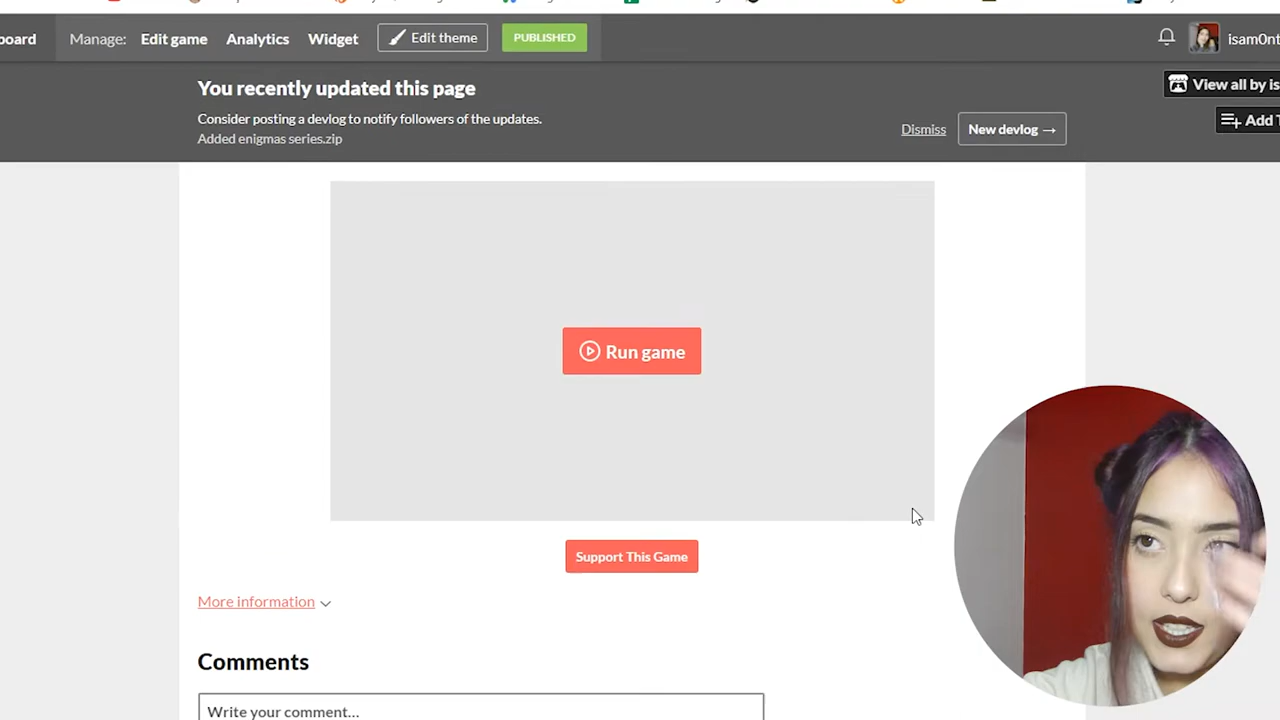 board Manage: Edit game Analytics Widget Edit theme PUBLISHED isam0nt
You recently updated this page
View all by is
Consider posting a devlog to notify followers of the updates.
Dismiss New devlog → Add T
Added enigmas series.zip
Run game
Support This Game
More information
Comments
Write your comment...